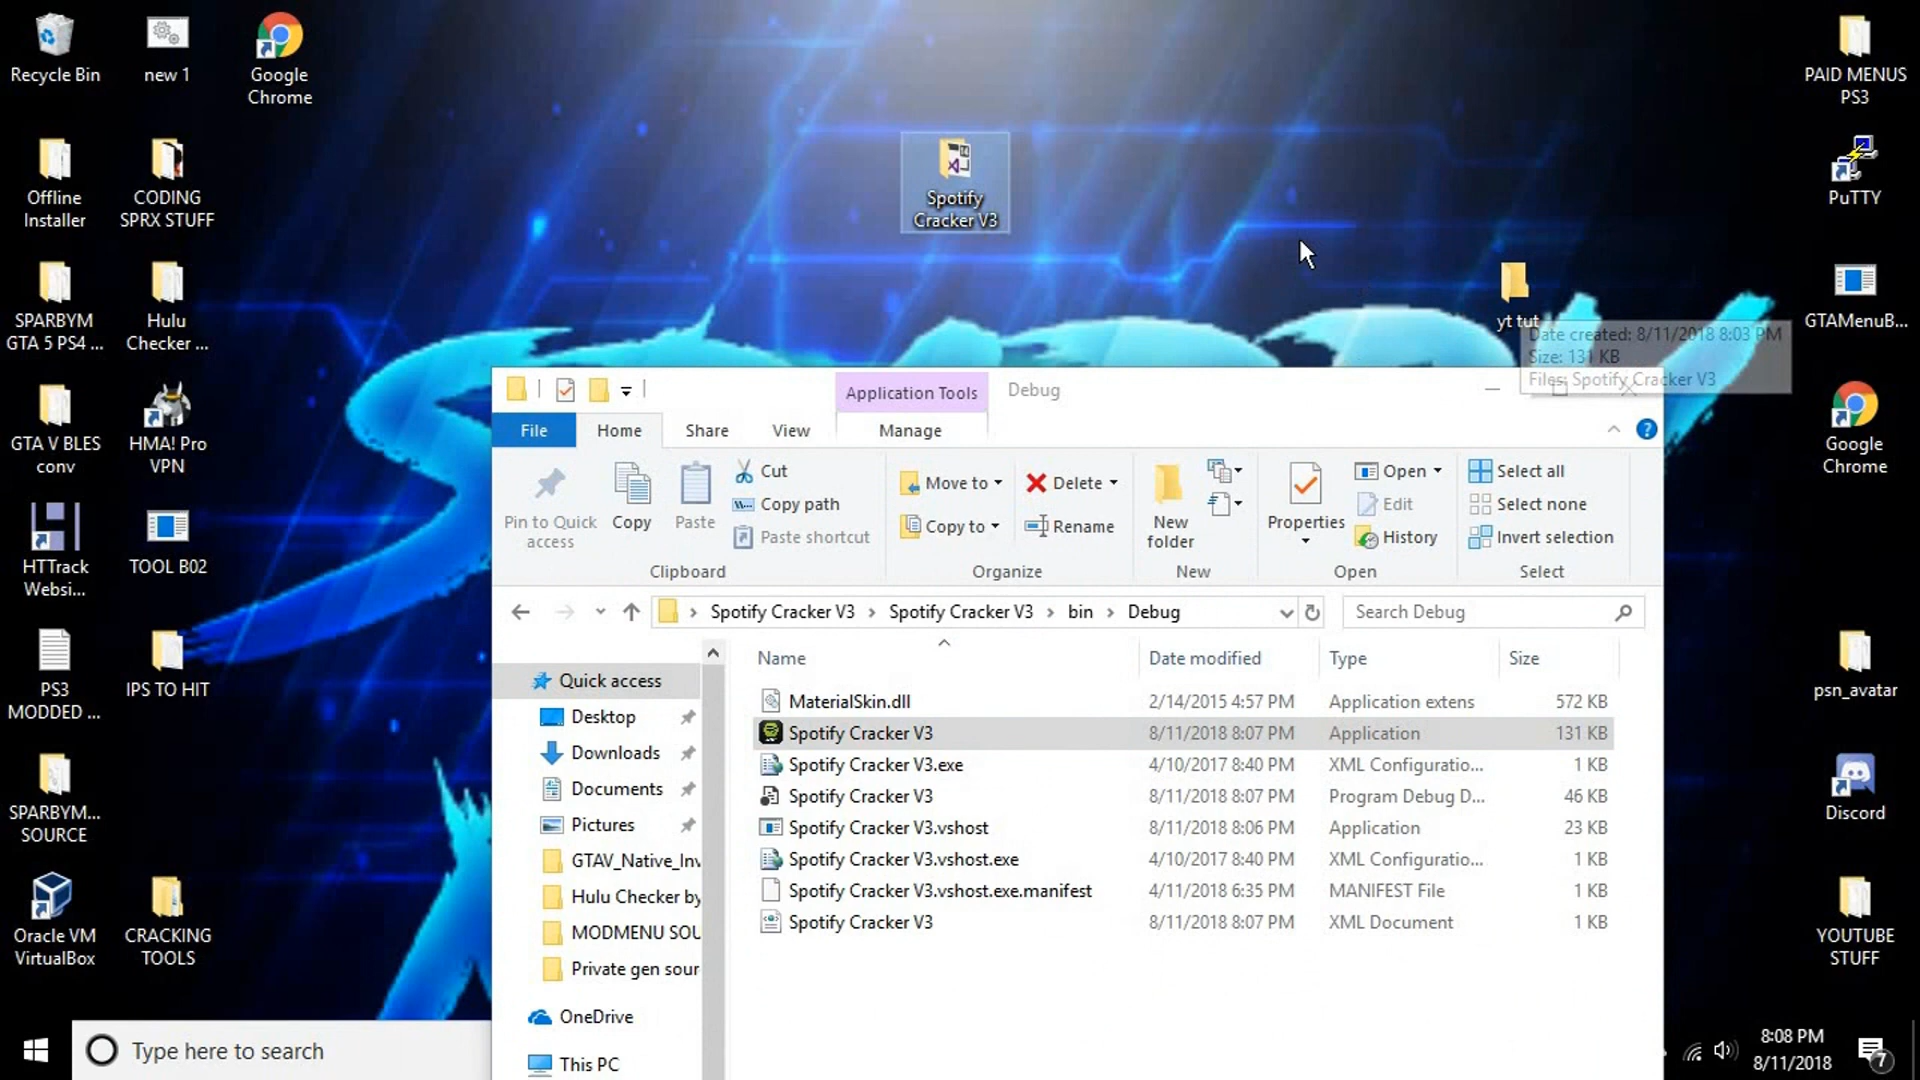 Recycle Bin
new 1
Google
Chrome
Offline
Installer
CODING
SPRX STUFF
SPARBYM
GTA 5 PS4 ...
Hulu
Checker ...
GTA V BLES
conv
HMA! Pro
VPN
HTTrack
Websi...
TOOL B02
PS3
MODDED ...
IPS TO HIT
SPARBYM...
SOURCE
Oracle VM
VirtualBox
CRACKING
TOOLS
Spotify
Cracker V3
yt tut
Date created: 8/11/2018 8:03 PM
Size: 131 KB
Files: Spotify Cracker V3
PAID MENUS
PS3
PuTTY
GTAMenuB...
Google
Chrome
psn_avatar
Discord
YOUTUBE
STUFF
Application Tools
Debug
File
Home
Share
View
Manage
Pin to Quick
access
Copy
Paste
Cut
Copy path
Paste shortcut
Clipboard
Move to
Copy to
Delete
Rename
Organize
New
folder
New
Properties
Open
Edit
History
Open
Select all
Select none
Invert selection
Select
Spotify Cracker V3 > Spotify Cracker V3 > bin > Debug
Search Debug
Quick access
Desktop
Downloads
Documents
Pictures
GTAV_Native_Inv
Hulu Checker by
MODMENU SOU
Private gen sour
OneDrive
This PC
Name Date modified Type Size
MaterialSkin.dll 2/14/2015 4:57 PM Application extens 572 KB
Spotify Cracker V3 8/11/2018 8:07 PM Application 131 KB
Spotify Cracker V3.exe 4/10/2017 8:40 PM XML Configuratio... 1 KB
Spotify Cracker V3 8/11/2018 8:07 PM Program Debug D... 46 KB
Spotify Cracker V3.vshost 8/11/2018 8:06 PM Application 23 KB
Spotify Cracker V3.vshost.exe 4/10/2017 8:40 PM XML Configuratio... 1 KB
Spotify Cracker V3.vshost.exe.manifest 4/11/2018 6:35 PM MANIFEST File 1 KB
Spotify Cracker V3 8/11/2018 8:07 PM XML Document 1 KB
Type here to search
8:08 PM
8/11/2018
7